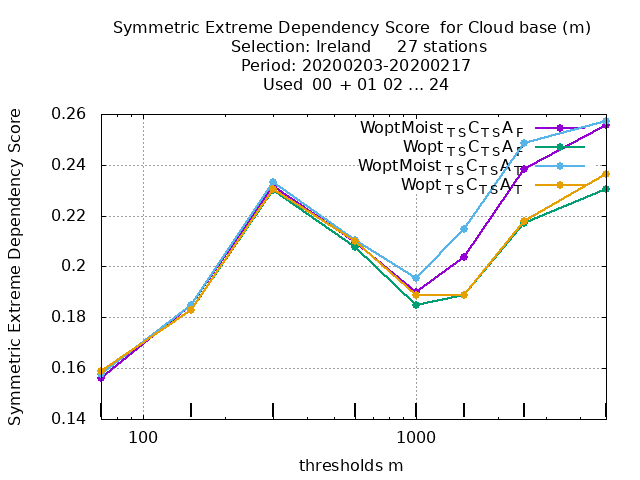 Symmetric Extreme Dependency Score  for Cloud base (m)
Selection: Ireland     27 stations
Period: 20200203-20200217
Used  00 + 01 02 ... 24
Symmetric Extreme Dependency Score
0.26
0.24
0.22
0.2
0.18
0.16
0.14
WoptMoist TS C TS A F
Wopt TS C TS A F
WoptMoist TS C TS A T
Wopt TS C TS A T
100
1000
thresholds m